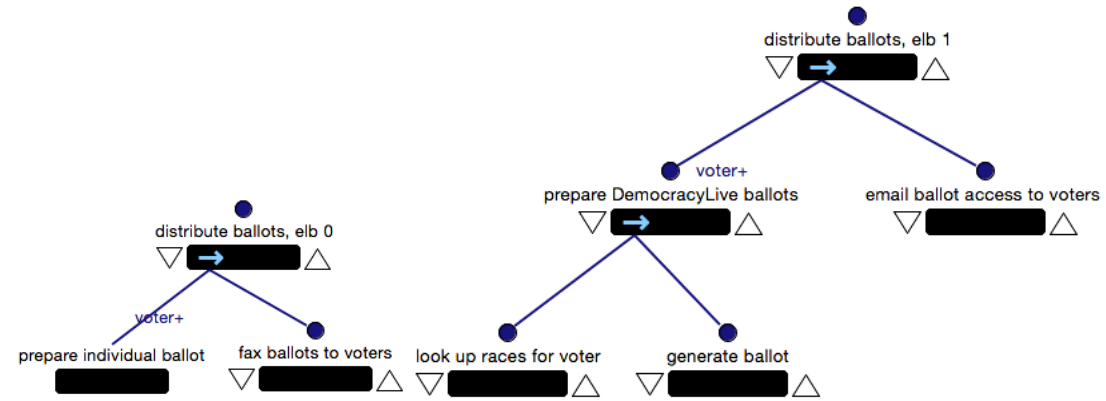 distribute ballots, elb 1
voter+
prepare DemocracyLive ballots
email ballot access to voters
distribute ballots, elb 0
voter+
prepare individual ballot
fax ballots to voters
look up races for voter
generate ballot